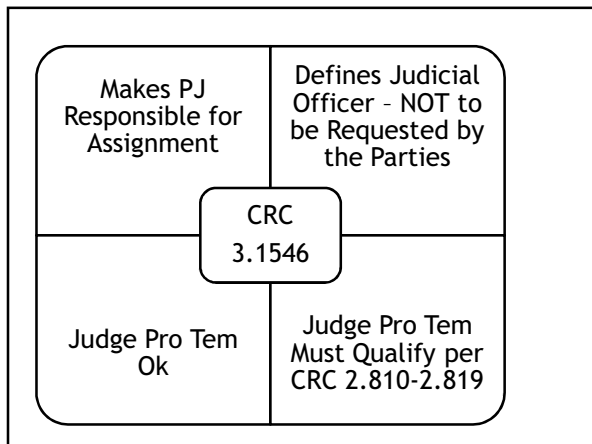 Makes PJ
Responsible for
Assignment
Defines Judicial
Officer – NOT to
be Requested by
the Parties
CRC
3.1546
Judge Pro Tem
Ok
Judge Pro Tem
Must Qualify per
CRC 2.810-2.819